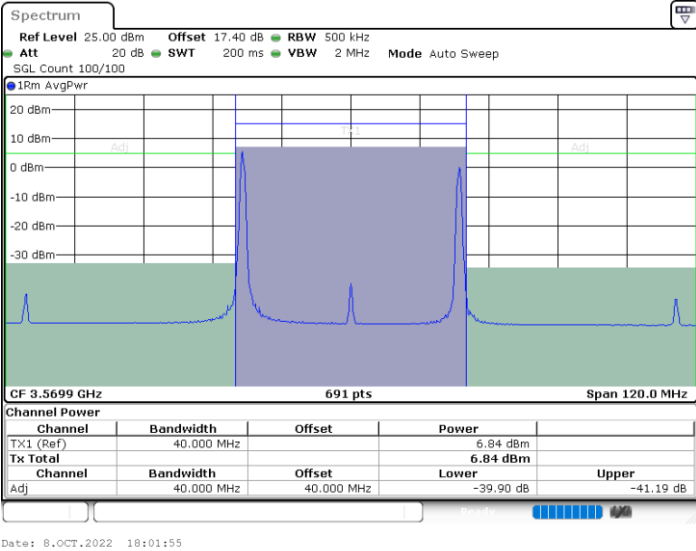 Spectrum
Ref Level 25.00 dBm Offset 17.40 dB RBW 500 kHz
Att 20 dB SWT 200 ms VBW 2 MHz Mode Auto Sweep
SGL Count 100/100
1Rm AvgPwr
20 dBm
TX1
10 dBm
Adj Adj
0 dBm
-10 dBm
-20 dBm
-30 dBm
CF 3.5699 GHz 691 pts Span 120.0 MHz
Channel Power
Channel Bandwidth Offset Power
TX1 (Ref) 40.000 MHz 6.84 dBm
Tx Total 6.84 dBm
Channel Bandwidth Offset Lower Upper
Adj 40.000 MHz 40.000 MHz -39.90 dB -41.19 dB
Ready
Date: 8.OCT.2022 18:01:55